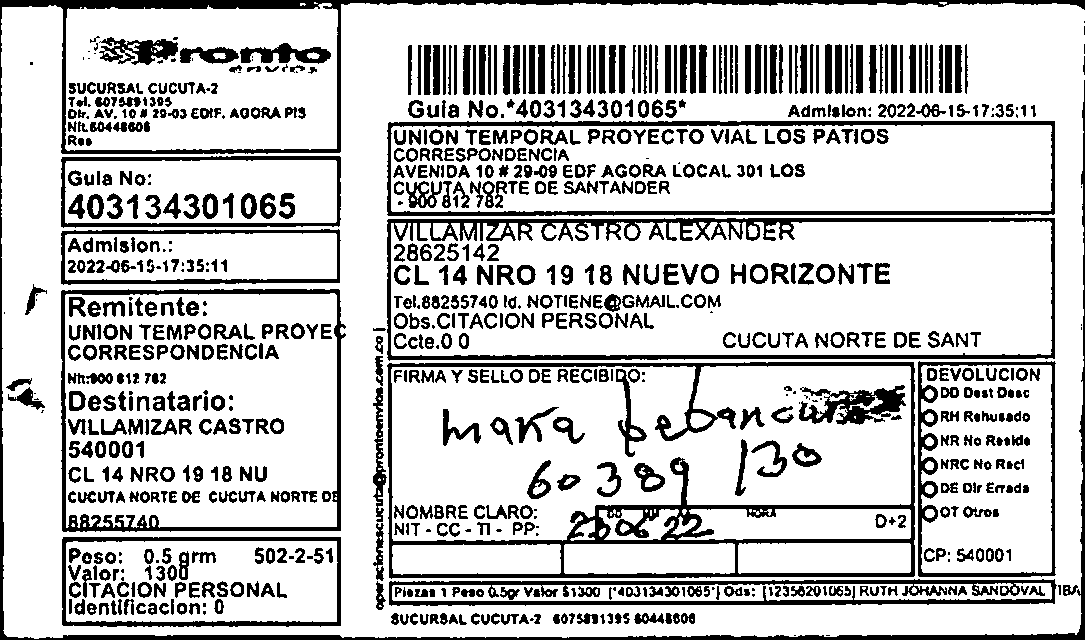 Pronto
envios
SUCURSAL CUCUTA-2
Tel. 6075891395
Dir. AV. 10 # 29-03 EDIF. AGORA PIS
Nit.60448606
Res
Guia No:
403134301065
Admision.:
2022-06-15-17:35:11
Remitente:
UNION TEMPORAL PROYEC
CORRESPONDENCIA
Nit:900 812 782
Destinatario:
VILLAMIZAR CASTRO
540001
CL 14 NRO 19 18 NU
CUCUTA NORTE DE CUCUTA NORTE DE
88255740
Peso: 0.5 grm 502-2-51
Valor: 1300
CITACION PERSONAL
Identificacion: 0
operacionescucuta@prontoenvios.com.co
Guia No.*403134301065* Admision: 2022-06-15-17:35:11
UNION TEMPORAL PROYECTO VIAL LOS PATIOS
CORRESPONDENCIA
AVENIDA 10 # 29-09 EDF AGORA LOCAL 301 LOS
CUCUTA NORTE DE SANTANDER
- 900 812 782
VILLAMIZAR CASTRO ALEXANDER
28625142
CL 14 NRO 19 18 NUEVO HORIZONTE
Tel.88255740 Id. NOTIENE@GMAIL.COM
Obs.CITACION PERSONAL
Ccte.0 0 CUCUTA NORTE DE SANT
FIRMA Y SELLO DE RECIBIDO:
Maria
60389130
NOMBRE CLARO:
NIT - CC - TI - PP:
HORA
D+2
DEVOLUCION
DD Dest Desc
RH Rehusado
NR No Reside
NRC No Recl
DE Dir Errada
OT Otros
CP: 540001
Piezas 1 Peso 0.5gr Valor $1300 [*403134301065*] Ods: [12356201065] RUTH JOHANNA SANDOVAL TIBA
SUCURSAL CUCUTA-2 6075891395 60448606